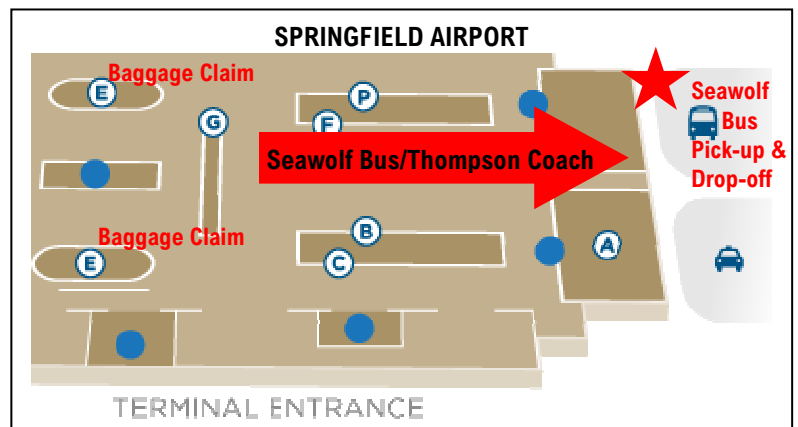 SPRINGFIELD AIRPORT
Baggage Claim
E
P
G
F
Seawolf
Bus
Pick-up &
Drop-off
Seawolf Bus/Thompson Coach
Baggage Claim
B
A
E
C
TERMINAL ENTRANCE